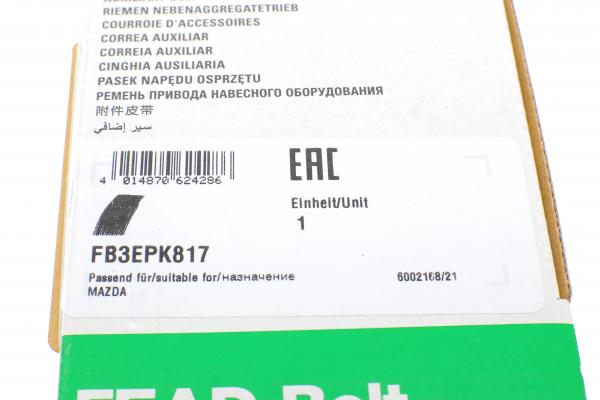 RIEMEN NEBENAGGREGATETRIEB
COURROIE D'ACCESSOIRES
CORREA AUXILIAR
CORREIA AUXILIAR
CINGHIA AUSILIARIA
PASEK NAPĘDU OSPRZĘTU
РЕМЕНЬ ПРИВОДА НАВЕСНОГО ОБОРУДОВАНИЯ
附件皮带
سير إضافي
4 014870 624286
EAC
Einheit/Unit
1
FB3EPK817
Passend für/suitable for/назначение
6002168/21
MAZDA
FEAD Belt